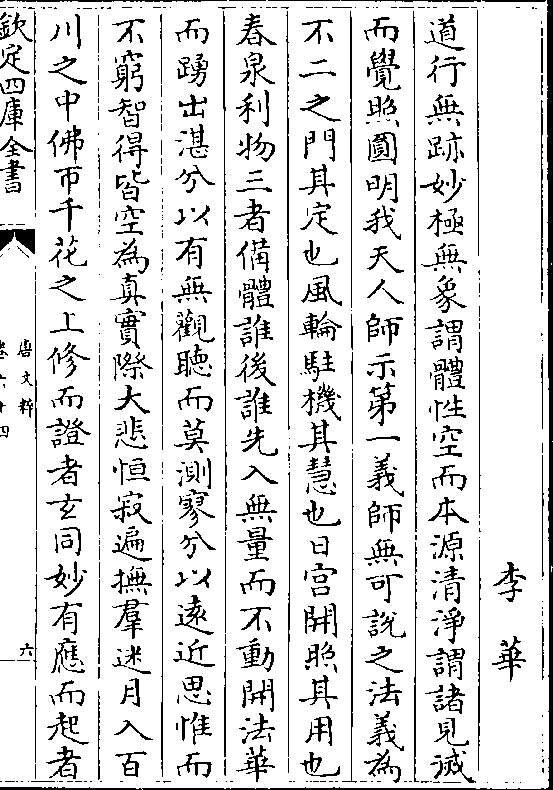 李華
道行無跡妙極無象謂體性空而本源清淨謂諸見滅
而覺照圓明我天人師示第一義師無可說之法義為
不二之門其定也風輪駐機其慧也日宫開照其用也
春泉利物三者備體誰後誰先入無量而不動開法華
而踴出湛兮以有無觀聽而莫測寥兮以遠近思惟而
不窮智得皆空為真實際大悲恒寂遍撫羣迷月入百
川之中佛帀千花之上修而證者玄同妙有應而起者
欽定四庫全書
唐文粹
卷六十四
六